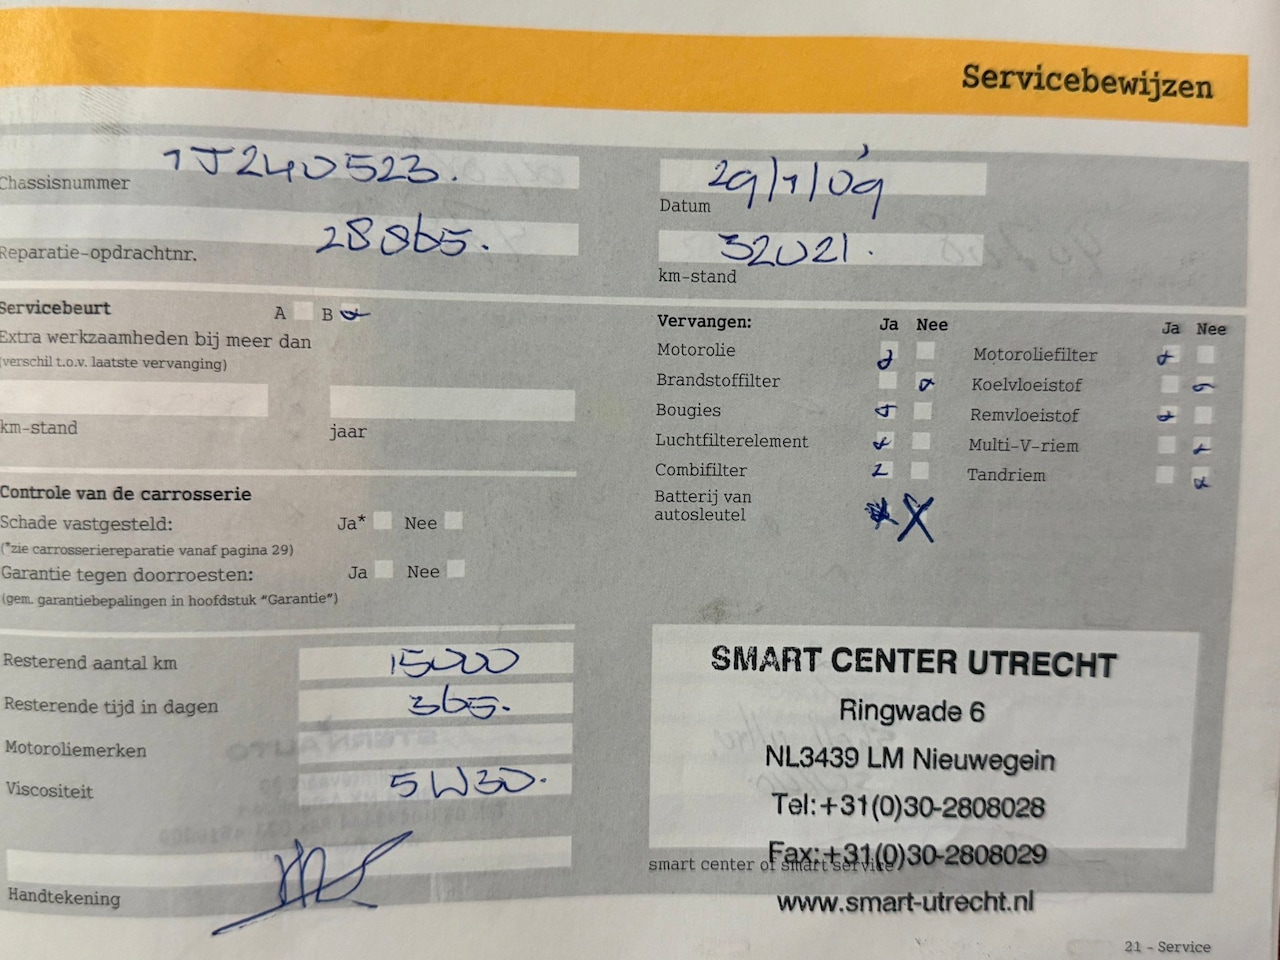 Servicebewijzen
1J240523.
Chassisnummer
29/1/09
Datum
28865.
Reparatie-opdrachtnr.
32021.
km-stand
Servicebeurt A B
Extra werkzaamheden bij meer dan
(verschil t.o.v. laatste vervanging)
km-stand jaar
Controle van de carrosserie
Schade vastgesteld: Ja* Nee
(*zie carrosseriereparatie vanaf pagina 29)
Garantie tegen doorroesten: Ja Nee
(gem. garantiebepalingen in hoofdstuk "Garantie")
Resterend aantal km 15000
Resterende tijd in dagen 365.
Motoroliemerken
Viscositeit 5W30.
Handtekening
Vervangen: Ja Nee
Motorolie
Brandstoffilter
Bougies
Luchtfilterelement
Combifilter
Batterij van
autosleutel
Ja Nee
Motoroliefilter
Koelvloeistof
Remvloeistof
Multi-V-riem
Tandriem
SMART CENTER UTRECHT
Ringwade 6
NL3439 LM Nieuwegein
Tel:+31(0)30-2808028
Fax:+31(0)30-2808029
smart center of smart service
www.smart-utrecht.nl
21 - Service